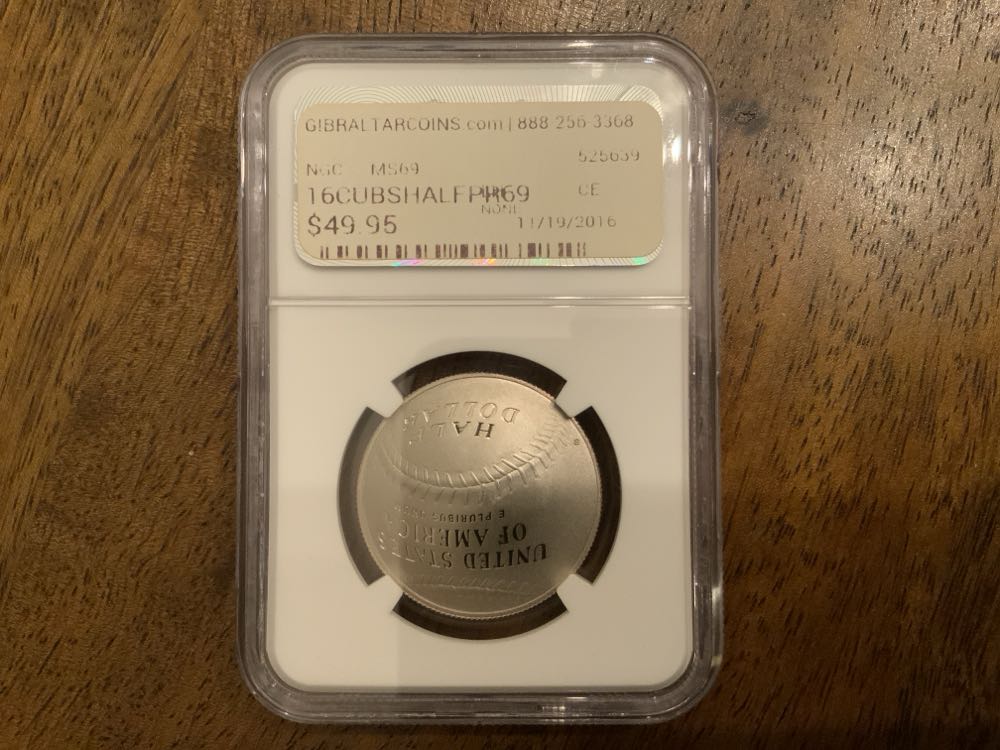 GIBRALTARCOINS.com | 888-256-3368
525639
NGC MS69
16CUBSHALFPR69 CE
NONE
$49.95 11/19/2016
HALF
DOLLAR
E PLURIBUS
UNITED STATES
OF AMERICA